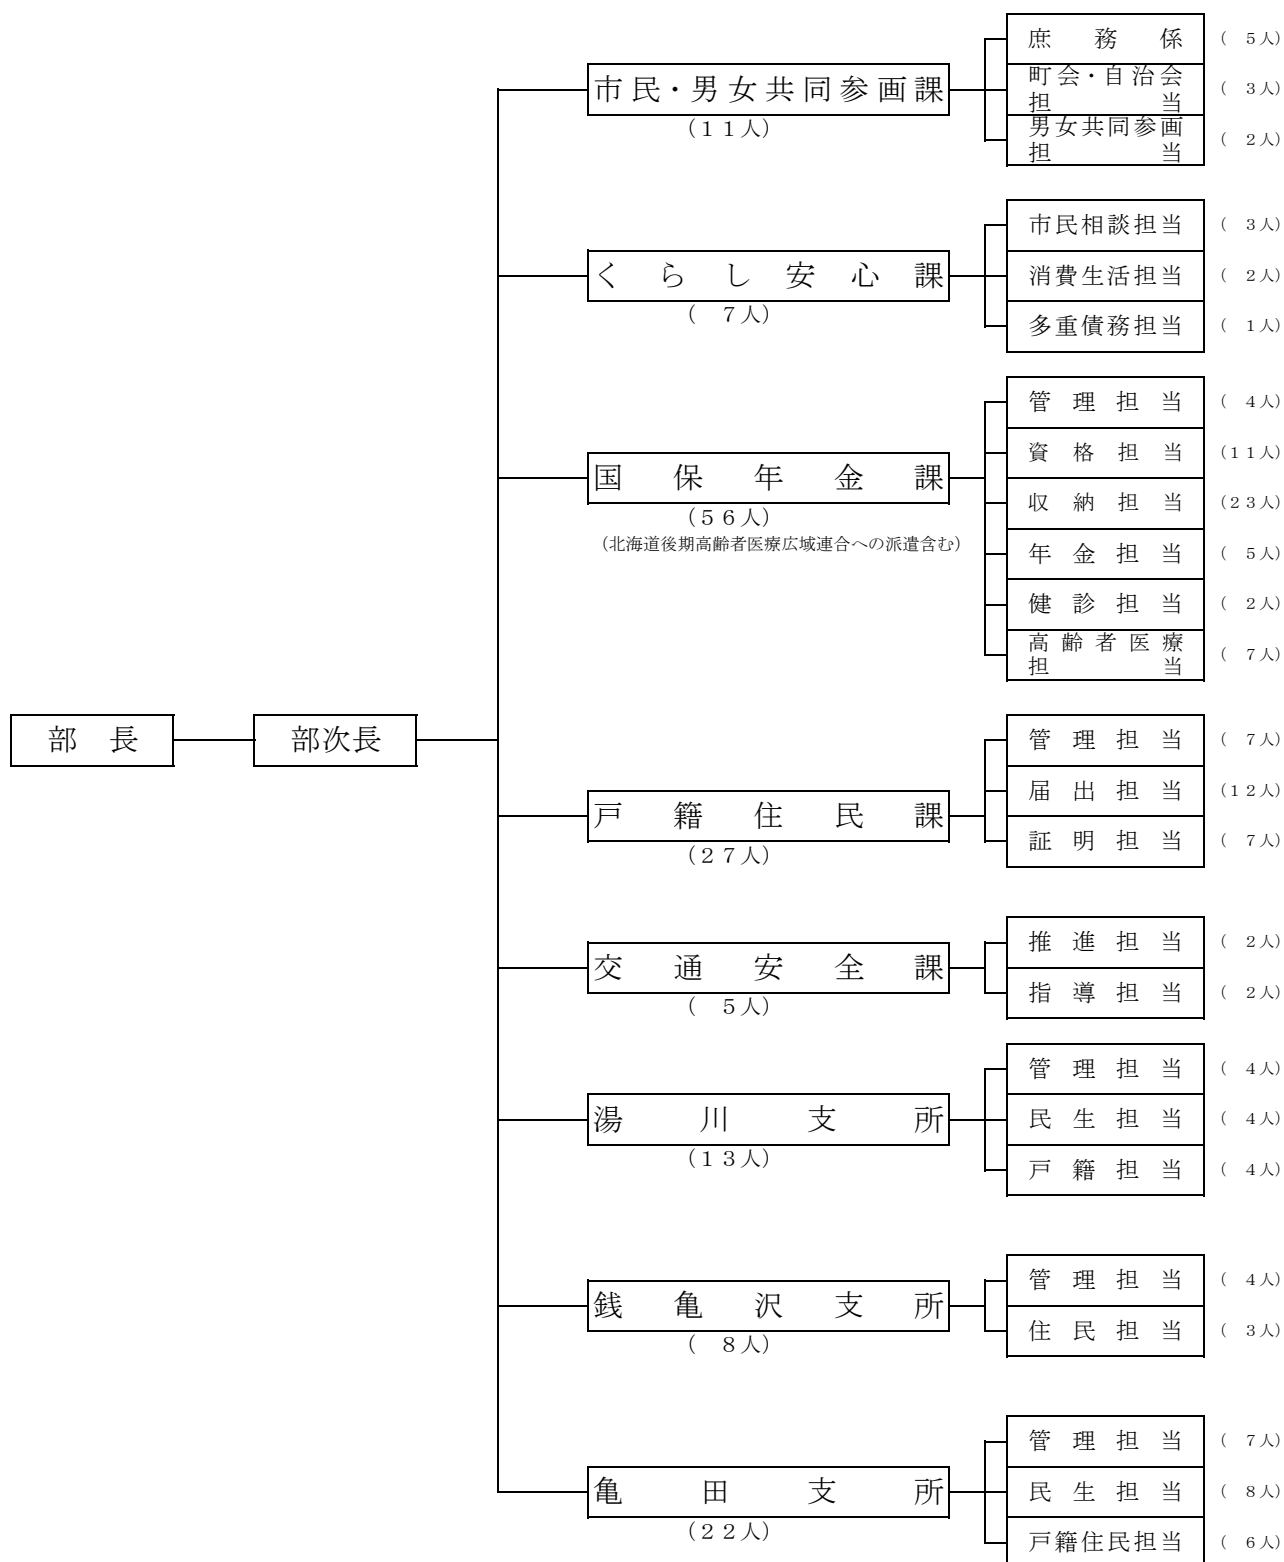 部長
部次長
市民・男女共同参画課
(11人)
庶務係 ( 5人)
町会・自治会
担当 ( 3人)
男女共同参画
担当 ( 2人)
くらし安心課
( 7人)
市民相談担当 ( 3人)
消費生活担当 ( 2人)
多重債務担当 ( 1人)
国保年金課
(56人)
(北海道後期高齢者医療広域連合への派遣含む)
管理担当 ( 4人)
資格担当 (11人)
収納担当 (23人)
年金担当 ( 5人)
健診担当 ( 2人)
高齢者医療
担当 ( 7人)
戸籍住民課
(27人)
管理担当 ( 7人)
届出担当 (12人)
証明担当 ( 7人)
交通安全課
( 5人)
推進担当 ( 2人)
指導担当 ( 2人)
湯川支所
(13人)
管理担当 ( 4人)
民生担当 ( 4人)
戸籍担当 ( 4人)
銭亀沢支所
( 8人)
管理担当 ( 4人)
住民担当 ( 3人)
亀田支所
(22人)
管理担当 ( 7人)
民生担当 ( 8人)
戸籍住民担当 ( 6人)